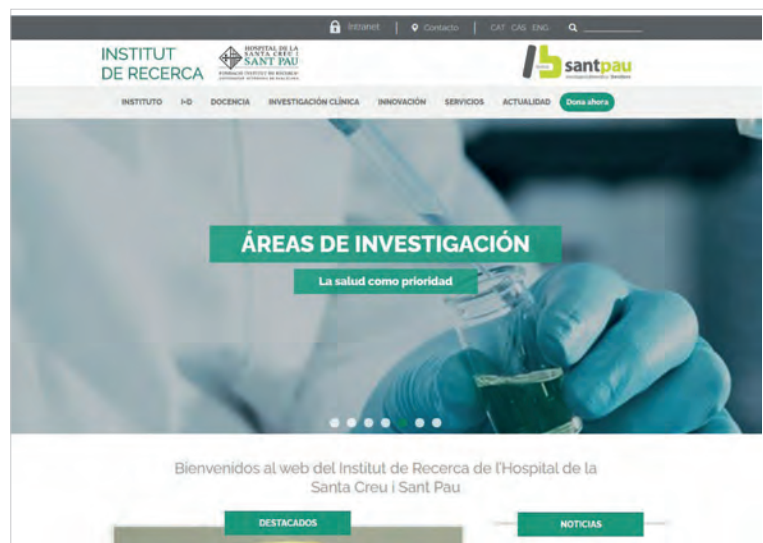 Intranet | Contacto | CAT CAS ENG
INSTITUT
DE RECERCA
HOSPITAL DE LA
SANTA CREU I
SANT PAU
santpau
INSTITUTO I+D DOCENCIA INVESTIGACIÓN CLÍNICA INNOVACIÓN SERVICIOS ACTUALIDAD Dona ahora
ÁREAS DE INVESTIGACIÓN
La salud como prioridad
Bienvenidos al web del Institut de Recerca de l'Hospital de la
Santa Creu i Sant Pau
DESTACADOS NOTICIAS